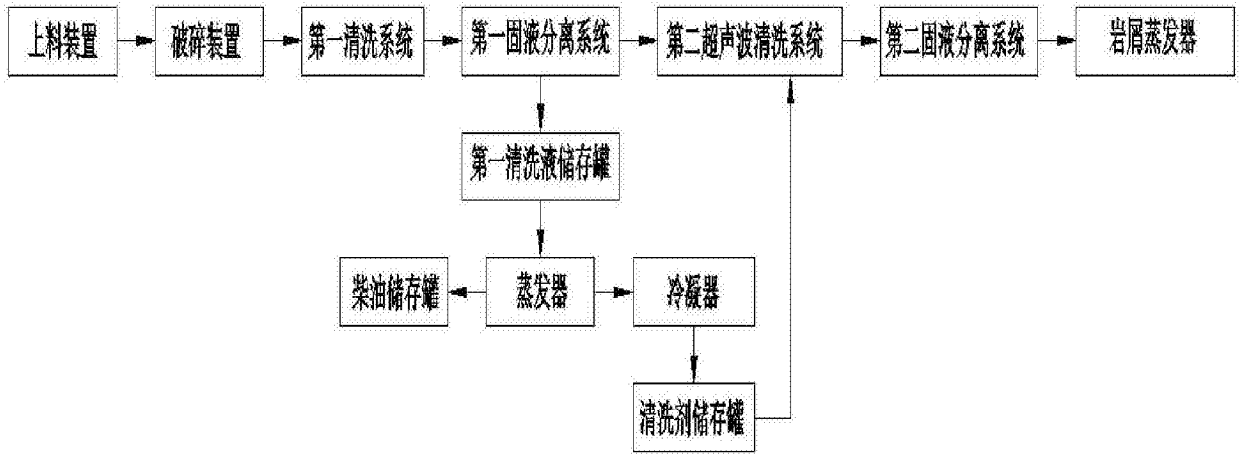 上料装置
破碎装置
第一清洗系统
第一固液分离系统
第二超声波清洗系统
第二固液分离系统
岩屑蒸发器
第一清洗液储存罐
柴油储存罐
蒸发器
冷凝器
清洗剂储存罐